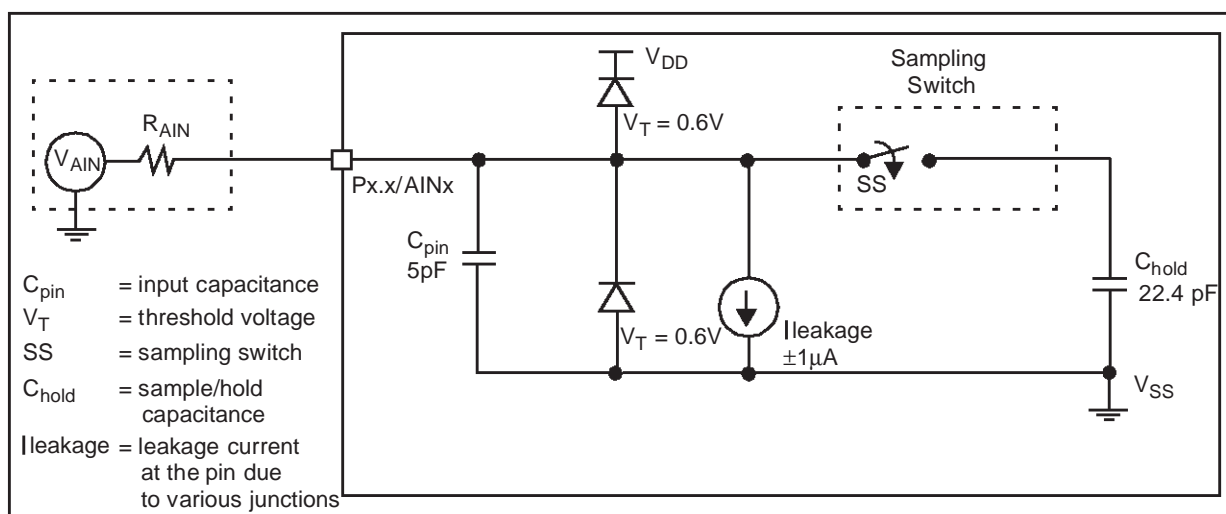 V_DD
Sampling
Switch
R_AIN
V_T = 0.6V
V_AIN
Px.x/AINx
SS
C_pin
5pF
C_hold
22.4 pF
V_T = 0.6V
I leakage
±1µA
V_SS
C_pin = input capacitance
V_T = threshold voltage
SS = sampling switch
C_hold = sample/hold
capacitance
I leakage = leakage current
at the pin due
to various junctions